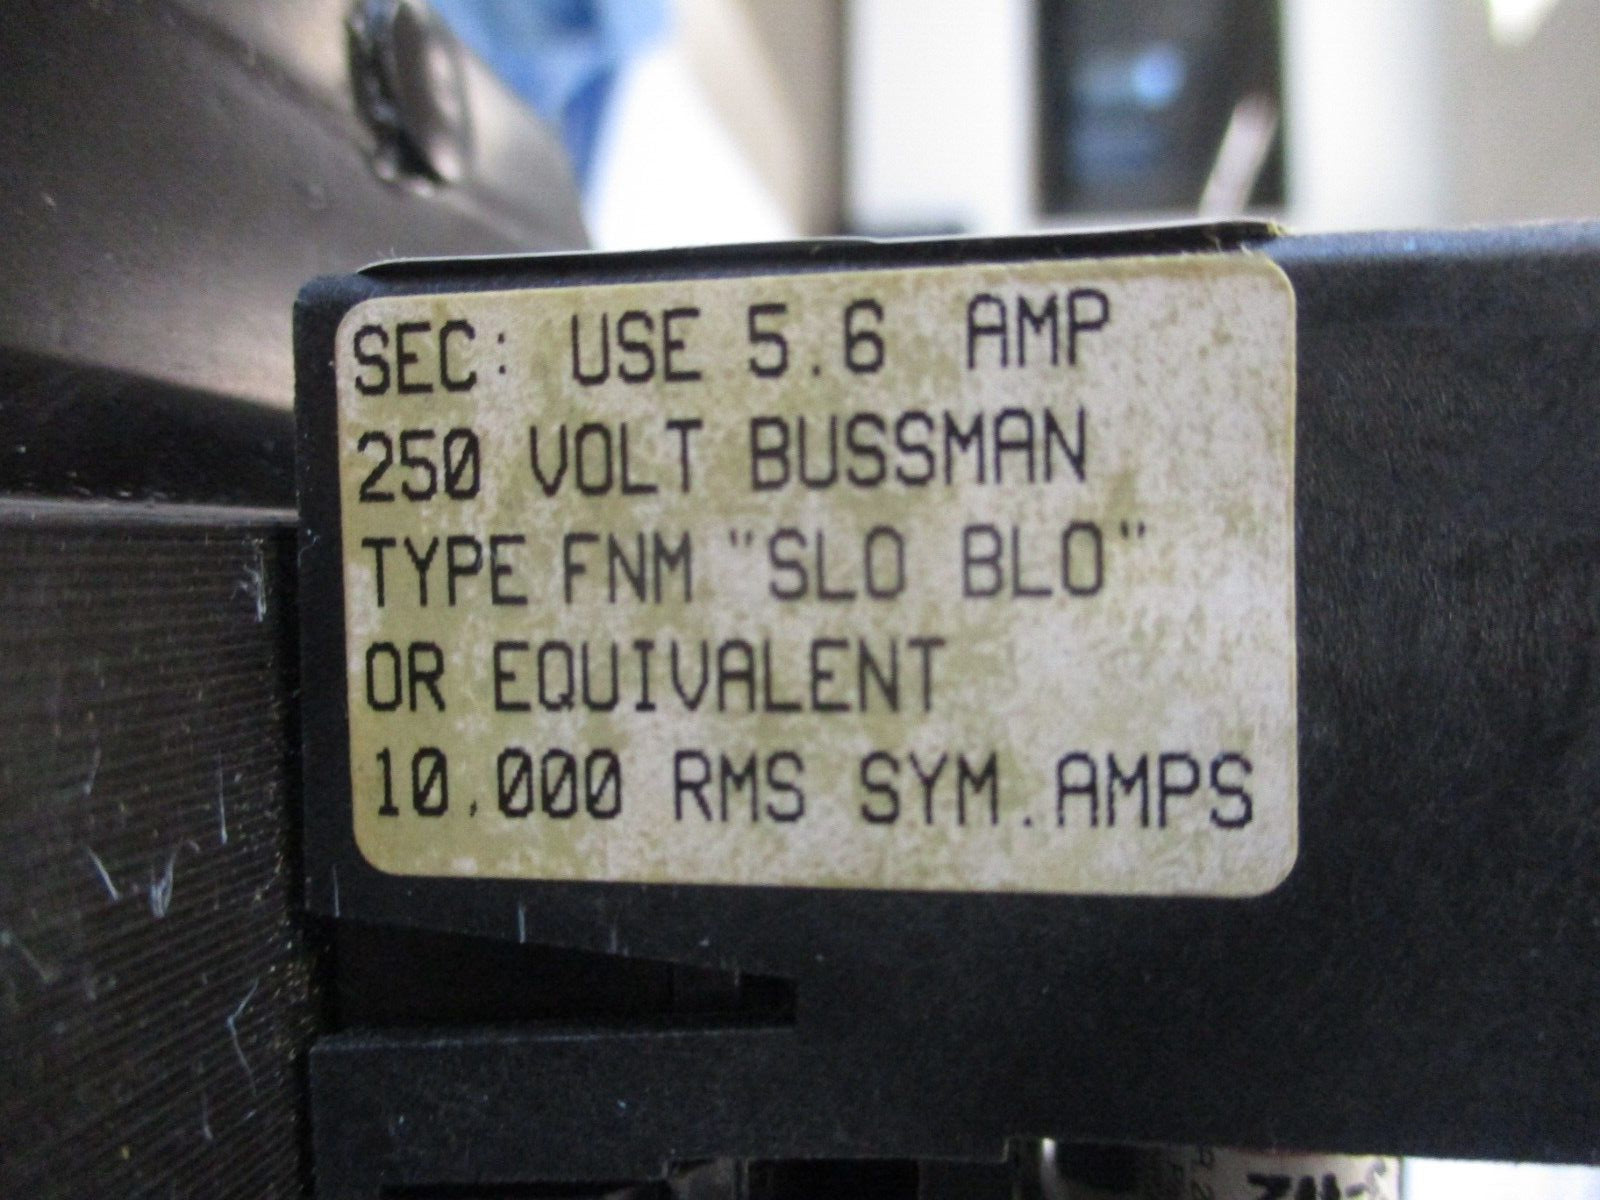 SEC: USE 5.6 AMP
250 VOLT BUSSMAN
TYPE FNM "SLO BLO"
OR EQUIVALENT
10,000 RMS SYM.AMPS